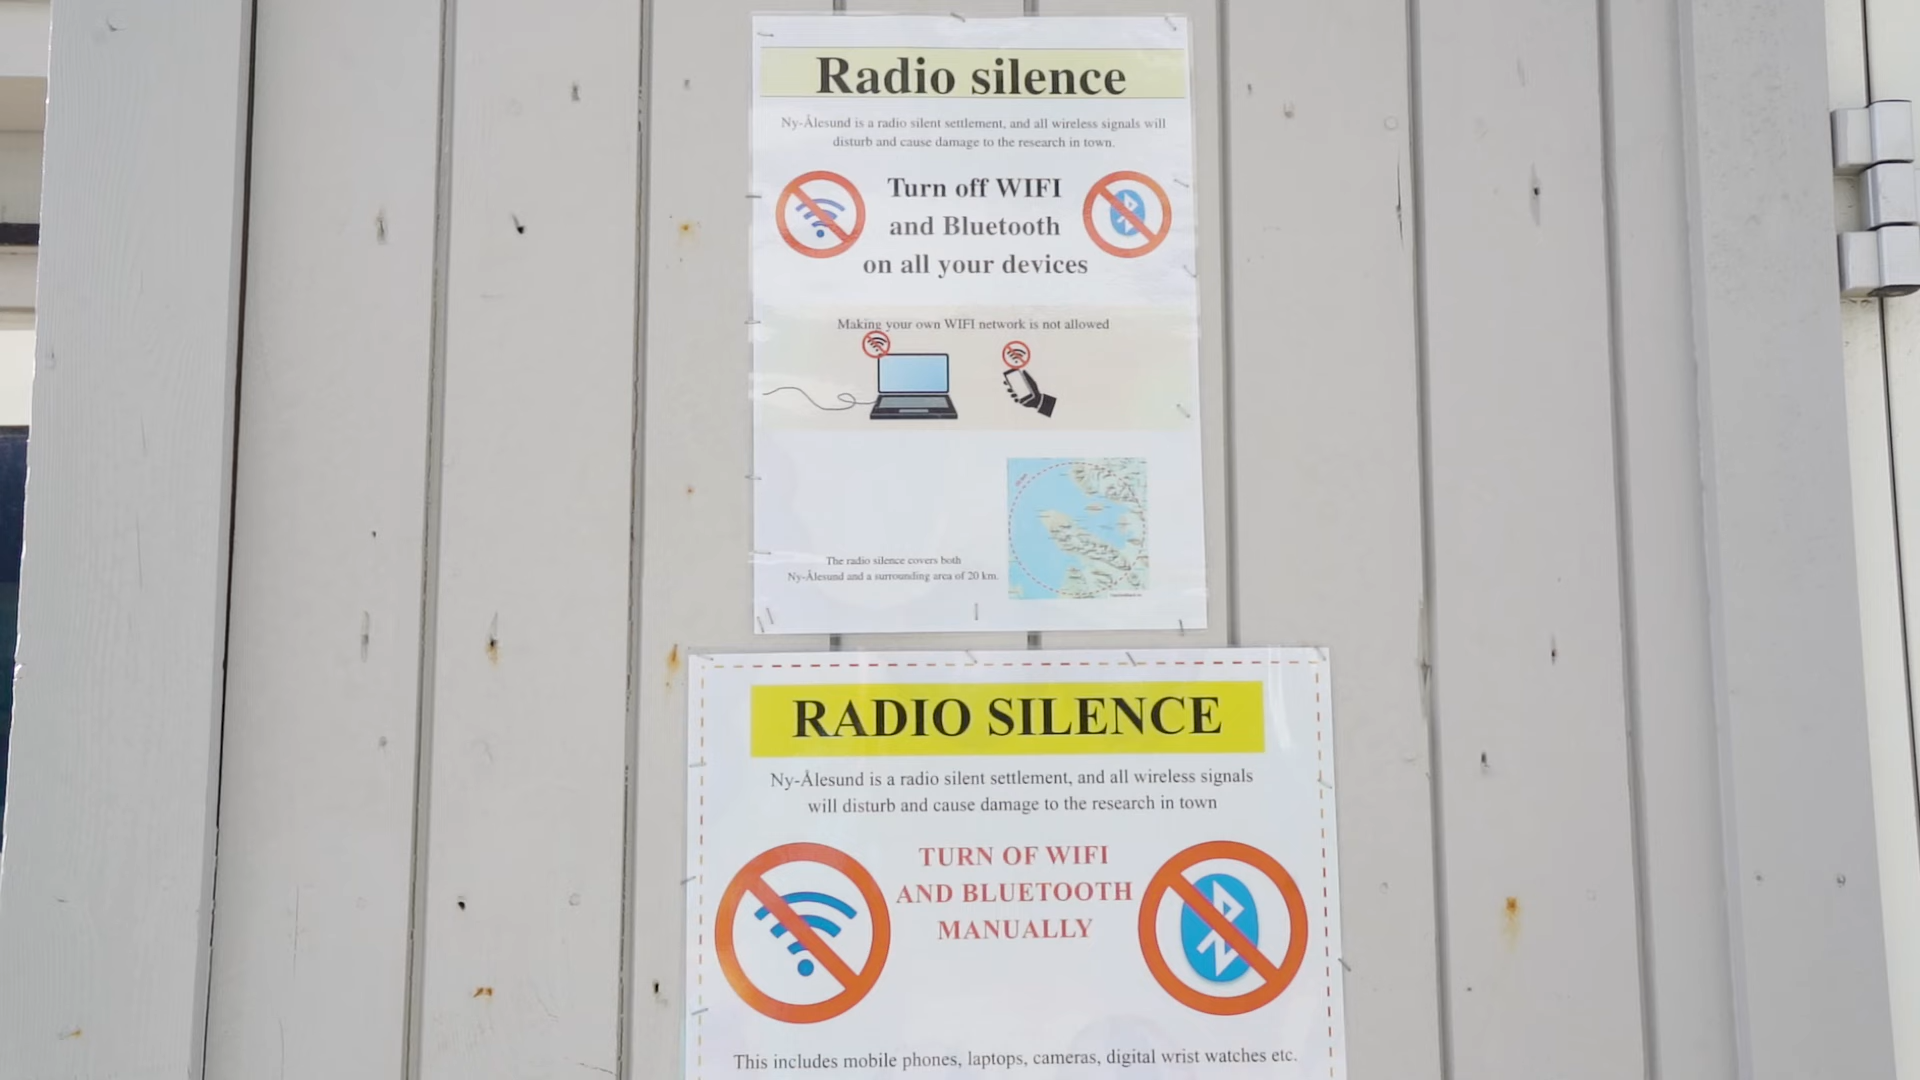 Radio silence
Ny-Ålesund is a radio silent settlement, and all wireless signals will
disturb and cause damage to the research in town.
Turn off WIFI
and Bluetooth
on all your devices
Making your own WIFI network is not allowed
The radio silence covers both
Ny-Ålesund and a surrounding area of 20 km.
RADIO SILENCE
Ny-Ålesund is a radio silent settlement, and all wireless signals
will disturb and cause damage to the research in town
TURN OF WIFI
AND BLUETOOTH
MANUALLY
This includes mobile phones, laptops, cameras, digital wrist watches etc.